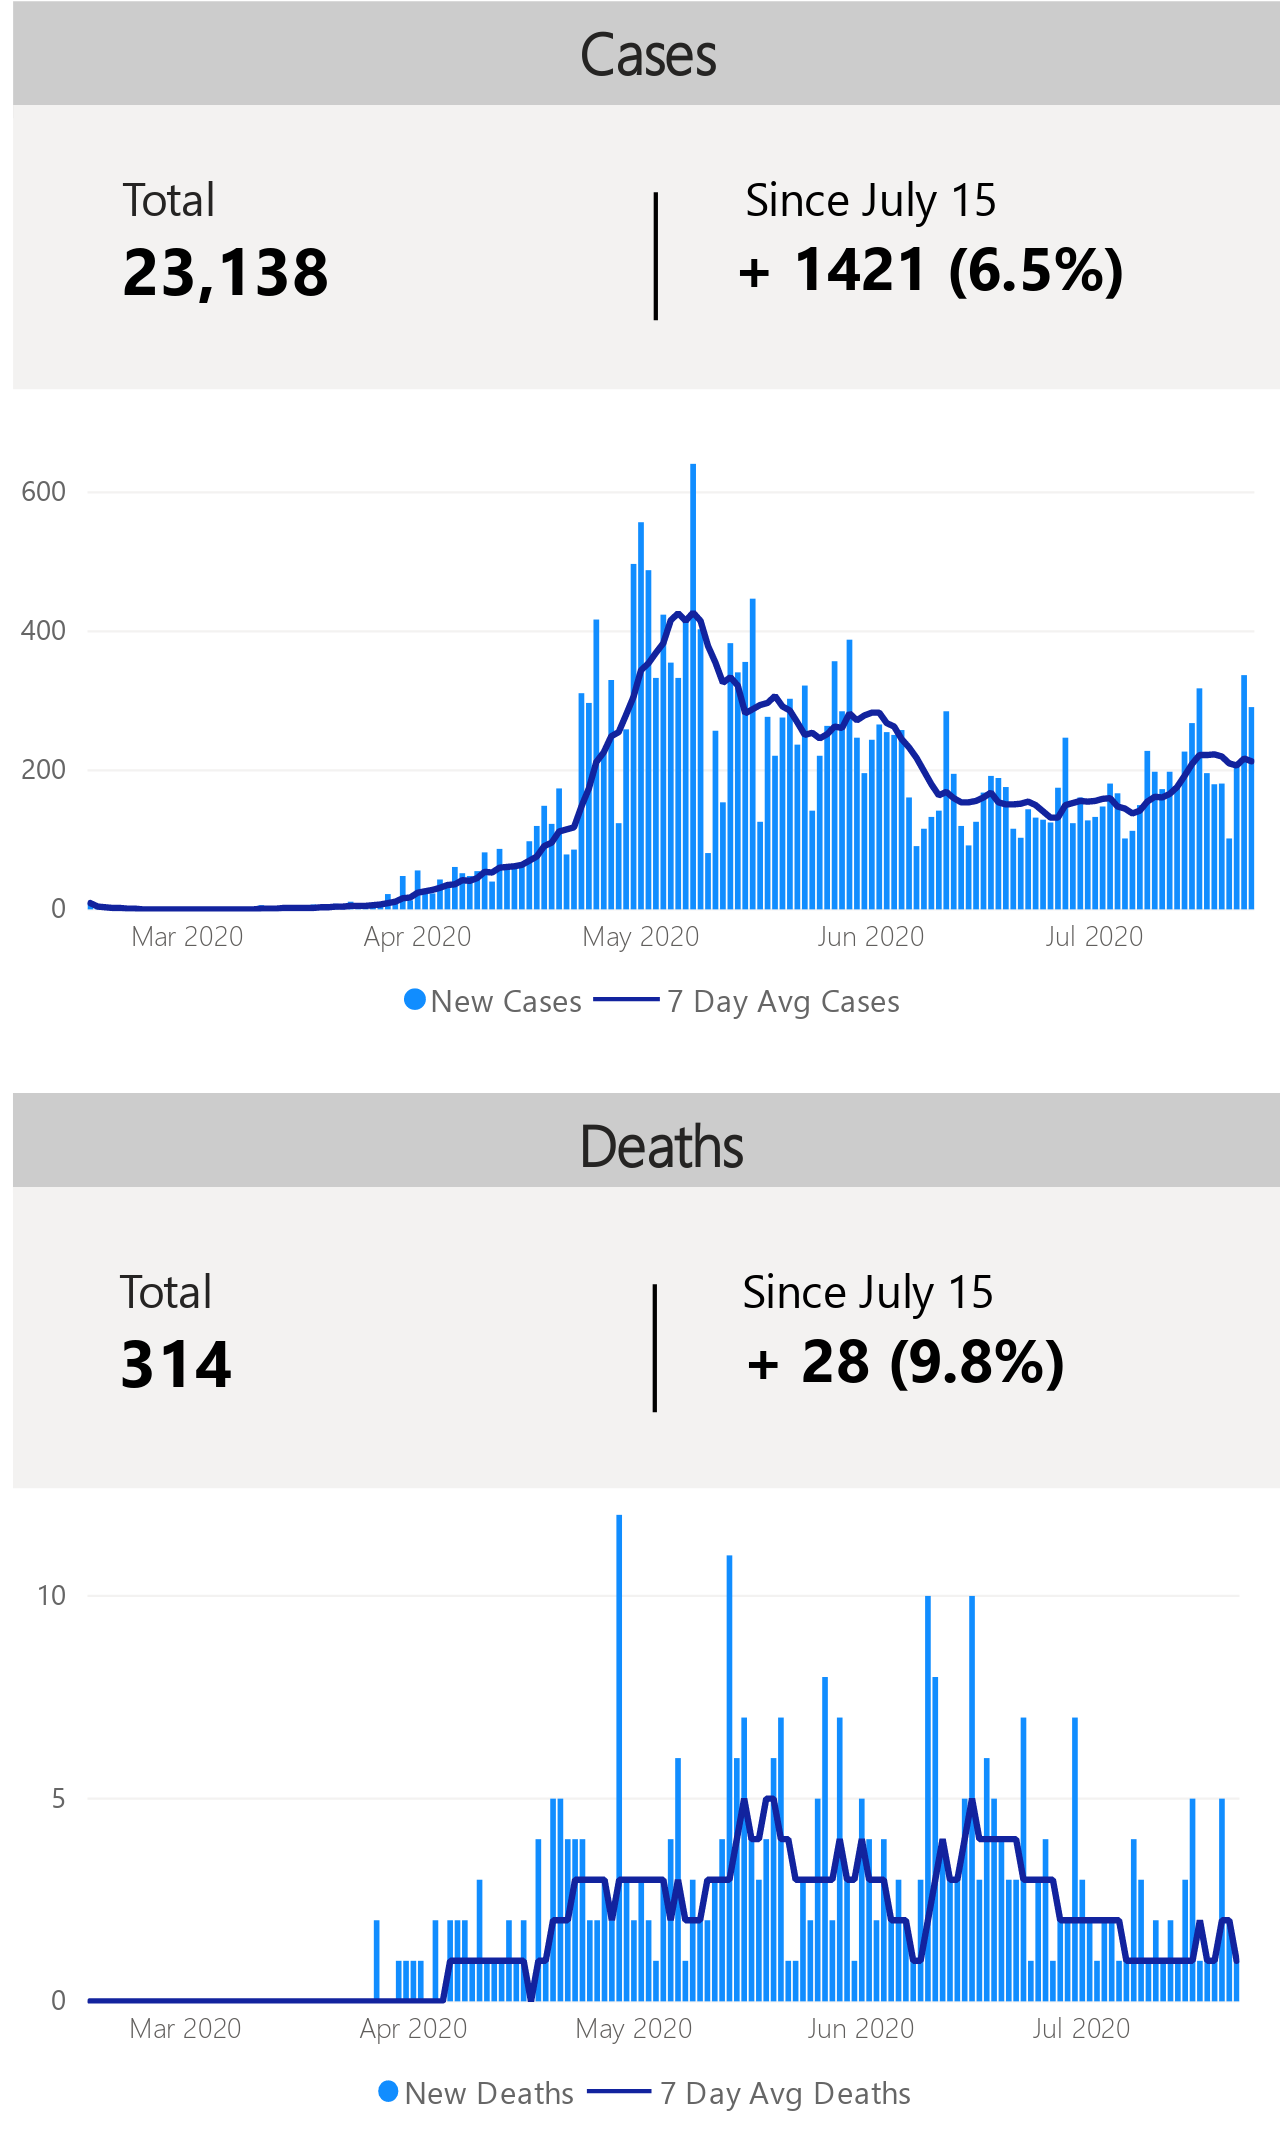 Cases
Total
Since July 15
23,138
+ 1421 (6.5%)
600
400
200
0
Mar 2020 Apr 2020 May 2020 Jun 2020 Jul 2020
New Cases 7 Day Avg Cases
Deaths
Total
Since July 15
314
+ 28 (9.8%)
10
5
0
Mar 2020 Apr 2020 May 2020 Jun 2020 Jul 2020
New Deaths 7 Day Avg Deaths